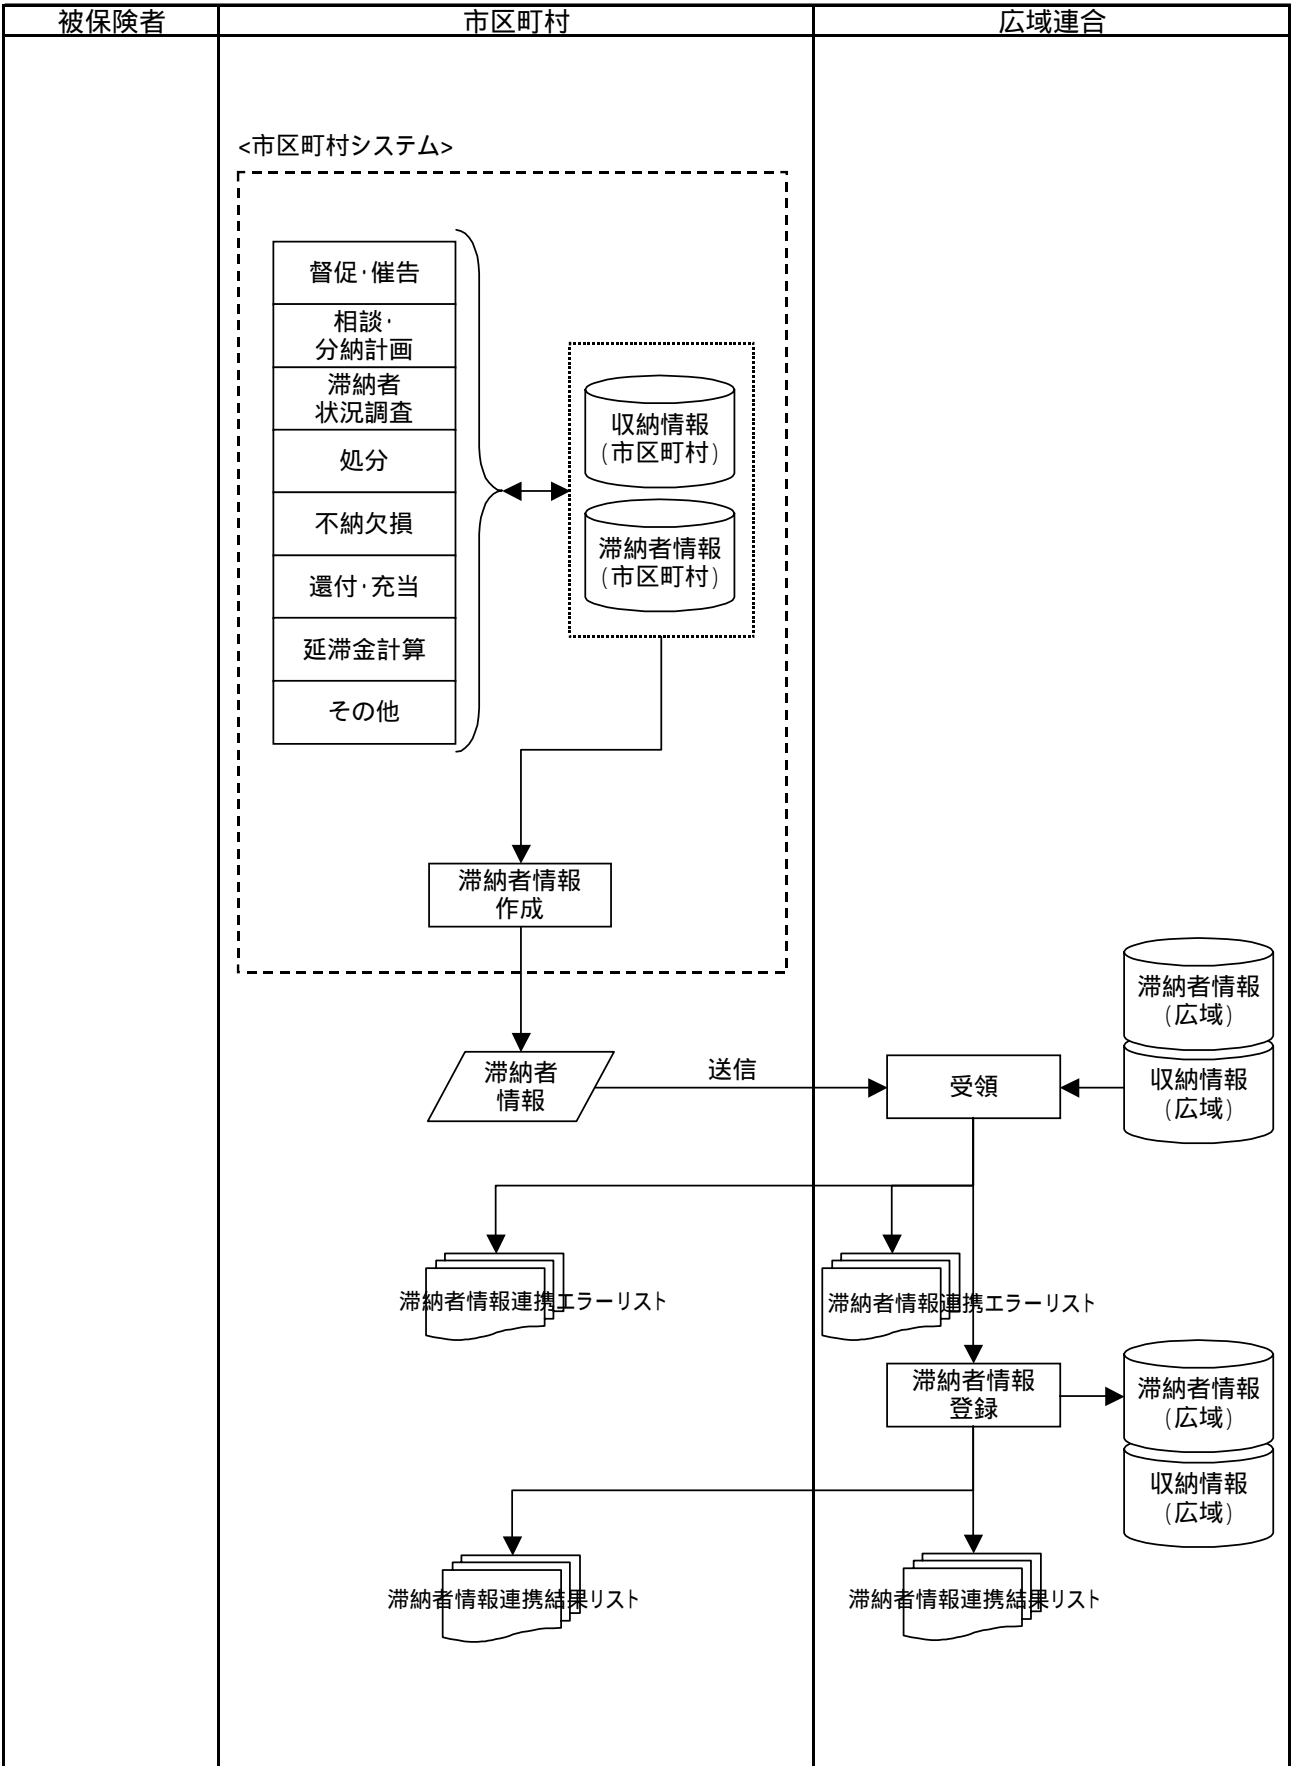 被保険者
市区町村
広域連合
<市区町村システム>
督促・催告
相談・
分納計画
滞納者
状況調査
処分
不納欠損
還付・充当
延滞金計算
その他
収納情報
(市区町村)
滞納者情報
(市区町村)
滞納者情報
作成
滞納者
情報
送信
受領
滞納者情報
(広域)
収納情報
(広域)
滞納者情報連携エラーリスト
滞納者情報連携エラーリスト
滞納者情報
登録
滞納者情報
(広域)
収納情報
(広域)
滞納者情報連携結果リスト
滞納者情報連携結果リスト